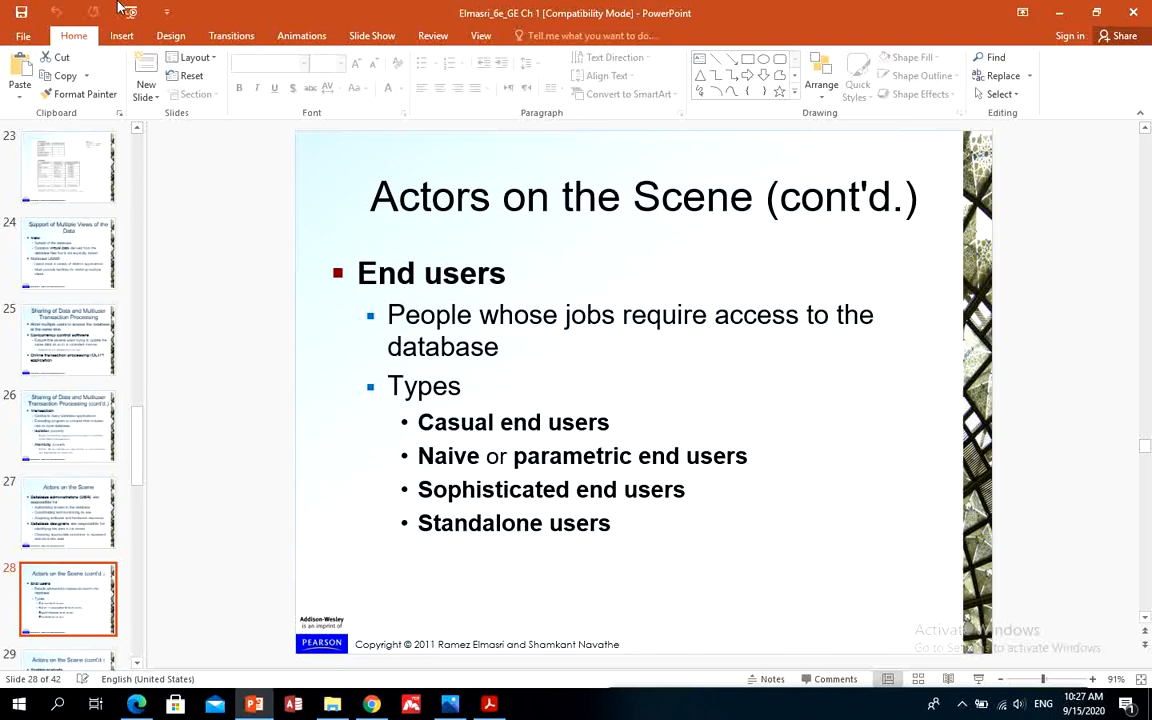 Elmasri_6e_GE Ch 1 [Compatibility Mode] - PowerPoint
File Home Insert Design Transitions Animations Slide Show Review View Tell me what you want to do... Sign in Share
Paste
Cut
Copy
Format Painter
Clipboard
New Slide
Layout
Reset
Section
Slides
Font
Text Direction
Align Text
Convert to SmartArt
Paragraph
Arrange
Quick Styles
Shape Fill
Shape Outline
Shape Effects
Drawing
Find
Replace
Select
Editing
23
24
Support of Multiple Views of the Data
25
Sharing of Data and Multiuser Transaction Processing
26
Sharing of Data and Multiuser Transaction Processing (cont'd.)
27
Actors on the Scene
28
Actors on the Scene (cont'd.)
29
Actors on the Scene (cont'd.)
Actors on the Scene (cont'd.)
End users
People whose jobs require access to the
database
Types
• Casual end users
• Naive or parametric end users
• Sophisticated end users
• Standalone users
Addison-Wesley
is an imprint of
PEARSON
Copyright © 2011 Ramez Elmasri and Shamkant Navathe
Activate Windows
Go to Settings to activate Windows.
Slide 28 of 42 English (United States) Notes Comments 91%
ENG
10:27 AM
9/15/2020